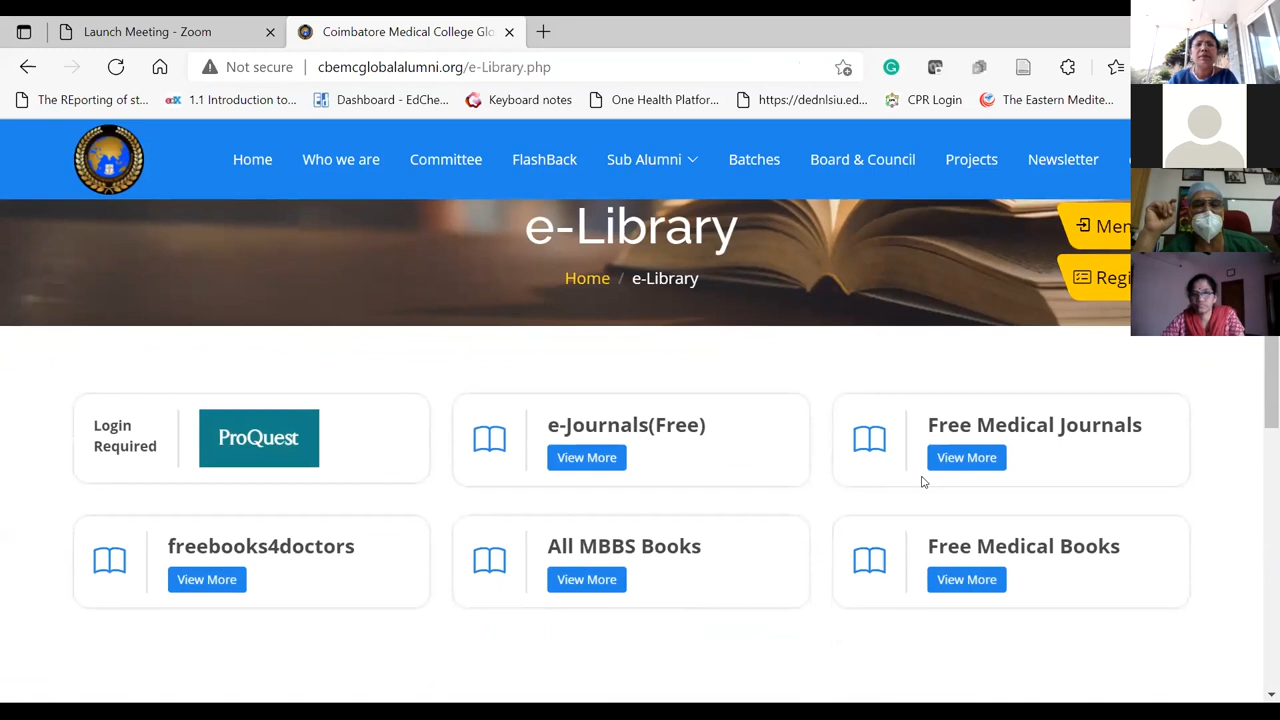 Launch Meeting - Zoom
Coimbatore Medical College Glo
Not secure
cbemcglobalalumni.org/e-Library.php
The REporting of st...
1.1 Introduction to...
Dashboard - EdChe...
Keyboard notes
One Health Platfor...
https://dednlsiu.ed...
CPR Login
The Eastern Medite...
Home
Who we are
Committee
FlashBack
Sub Alumni
Batches
Board & Council
Projects
Newsletter
e-Library
Mem
Home / e-Library
Regi
Login
Required
ProQuest
e-Journals(Free)
View More
Free Medical Journals
View More
freebooks4doctors
View More
All MBBS Books
View More
Free Medical Books
View More